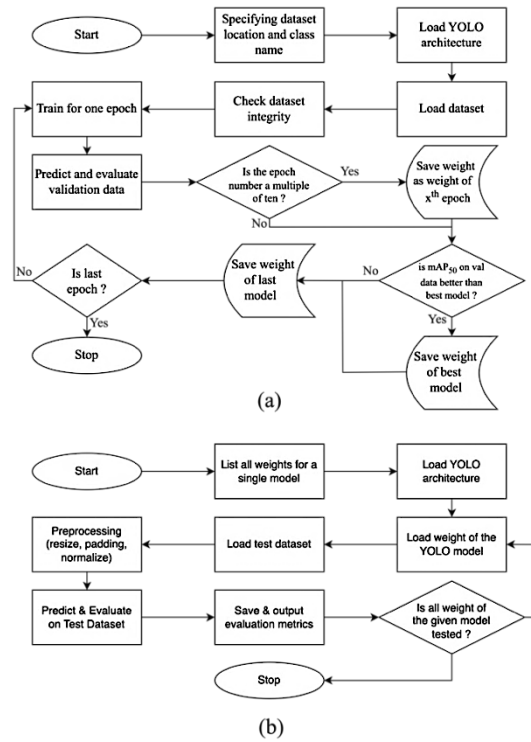 Start
Specifying dataset
location and class
name
Load YOLO
architecture
Load dataset
Check dataset
integrity
Train for one epoch
Predict and evaluate
validation data
Is the epoch
number a multiple
of ten ?
Yes
No
Save weight
as weight of
xth epoch
is mAP50 on val
data better than
best model ?
No
Yes
Save weight
of best
model
Save weight
of last
model
Is last
epoch ?
No
Yes
Stop
(a)
Start
List all weights for a
single model
Load YOLO
architecture
Load weight of the
YOLO model
Load test dataset
Preprocessing
(resize, padding,
normalize)
Predict & Evaluate
on Test Dataset
Save & output
evaluation metrics
Is all weight of
the given model
tested ?
Stop
(b)